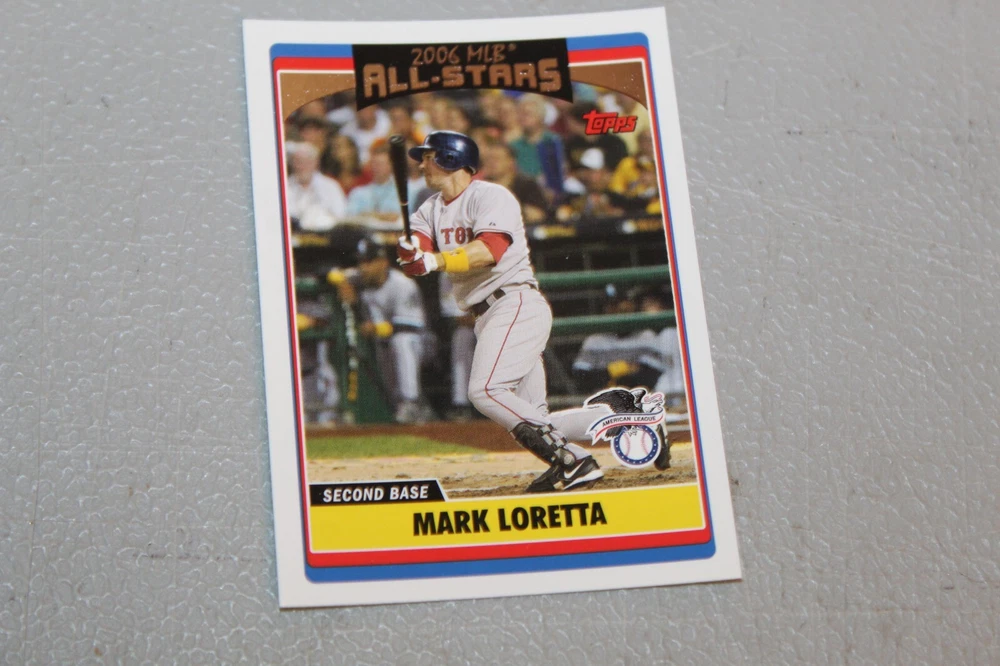 2006 MLB®
ALL-STARS
topps
TO
AMERICAN LEAGUE
SECOND BASE
MARK LORETTA